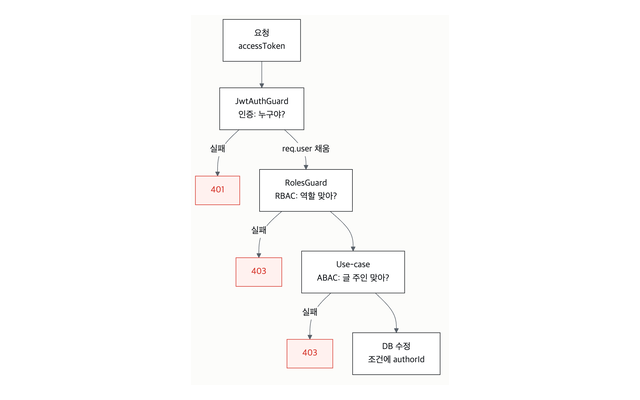 요청
accessToken
JwtAuthGuard
인증: 누구야?
실패
req.user 채움
401
RolesGuard
RBAC: 역할 맞아?
실패
403
Use-case
ABAC: 글 주인 맞아?
실패
403
DB 수정
조건에 authorId